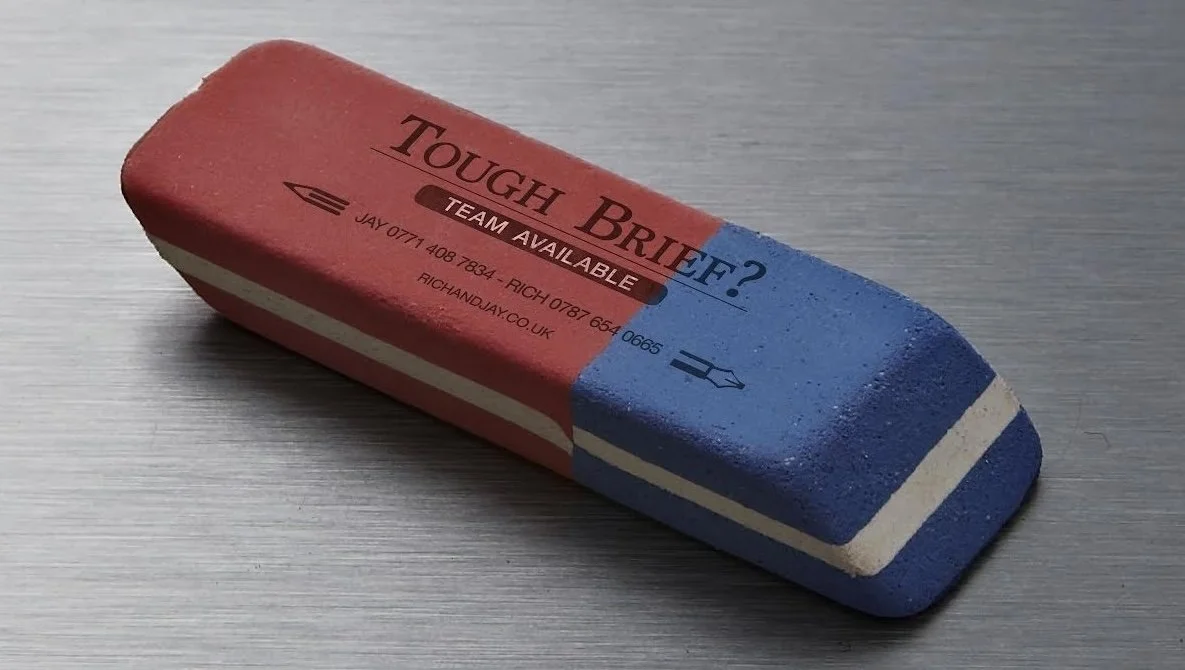 TOUGH BRIEF?
TEAM AVAILABLE
JAY 0771 408 7834 - RICH 0787 654 0665
RICHANDJAY.CO.UK